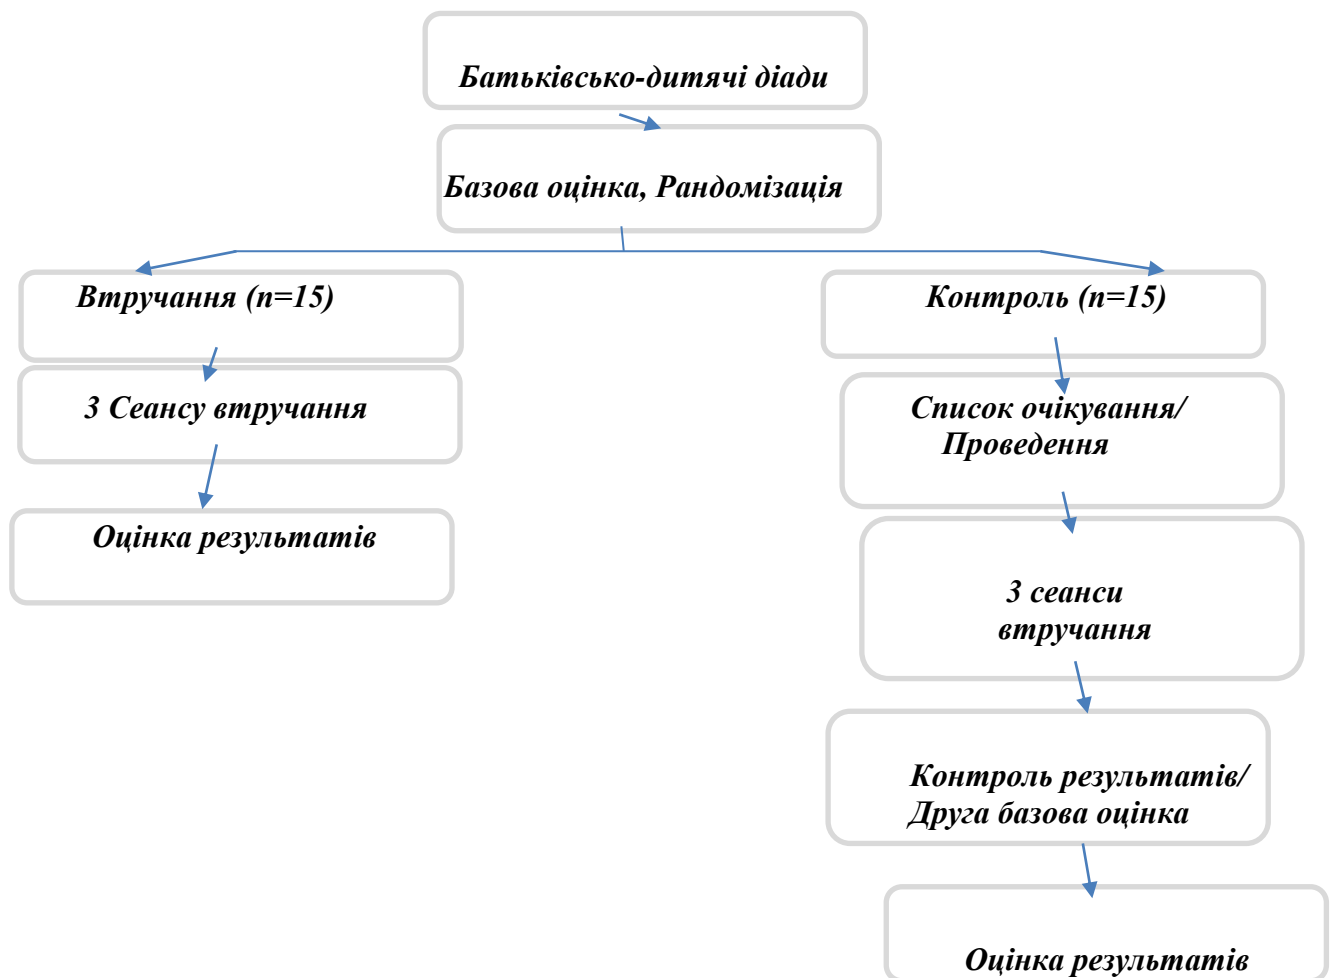 Батьківсько-дитячі діади
Базова оцінка, Рандомізація
Втручання (n=15)
Контроль (n=15)
3 Сеансу втручання
Список очікування/
Проведення
Оцінка результатів
3 сеанси
втручання
Контроль результатів/
Друга базова оцінка
Оцінка результатів